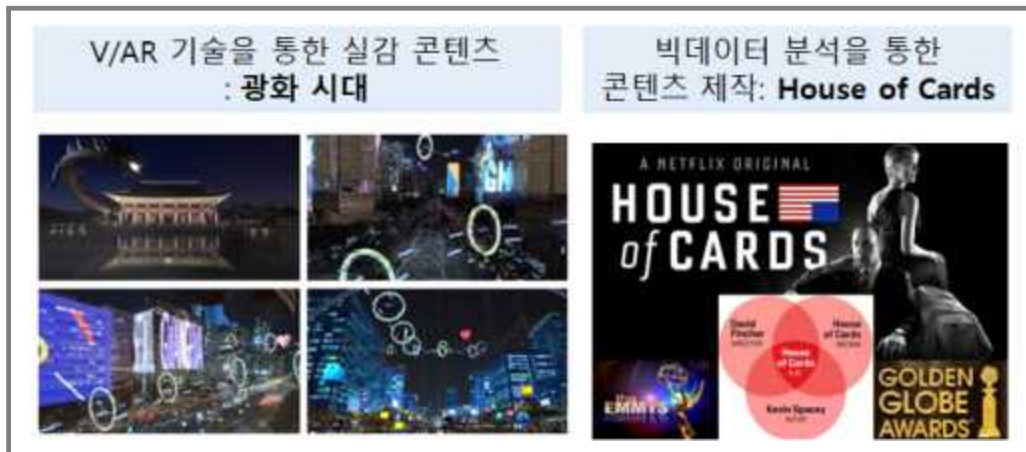 V/AR 기술을 통한 실감 콘텐츠
: 광화 시대
빅데이터 분석을 통한
콘텐츠 제작: House of Cards
A NETFLIX ORIGINAL
HOUSE
of CARDS
David
Fincher
House
of Cards
House
of Cards
Kevin Spacey
EMMYS
GOLDEN
GLOBE
AWARDS